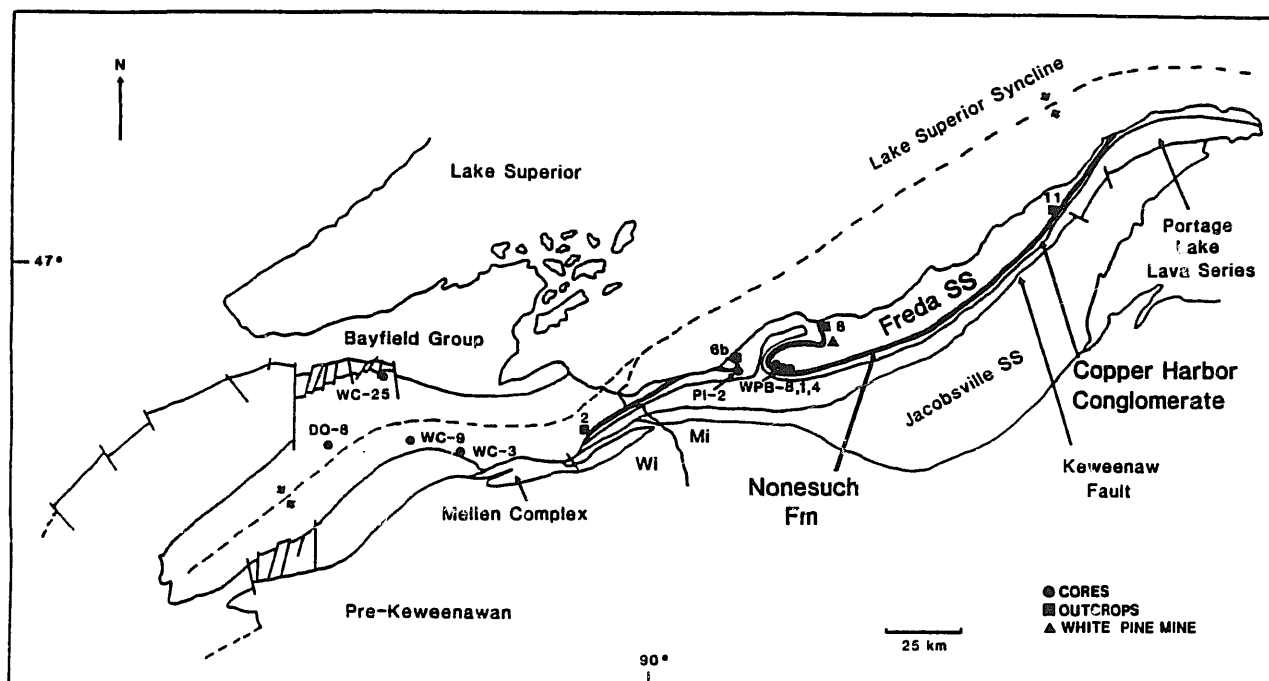 N
Lake Superior Syncline
Lake Superior
11
Portage
Lake
Lava Series
47°
Freda SS
Bayfield Group
8
6b
WC-25
PI-2
WPB-8,1,4
Jacobsville SS
Copper Harbor
Conglomerate
2
DO-8
WC-9
WC-3
Mi
Wi
Keweenaw
Fault
Nonesuch
Fm
Mellen Complex
Pre-Keweenawan
CORES
OUTCROPS
WHITE PINE MINE
25 km
90°